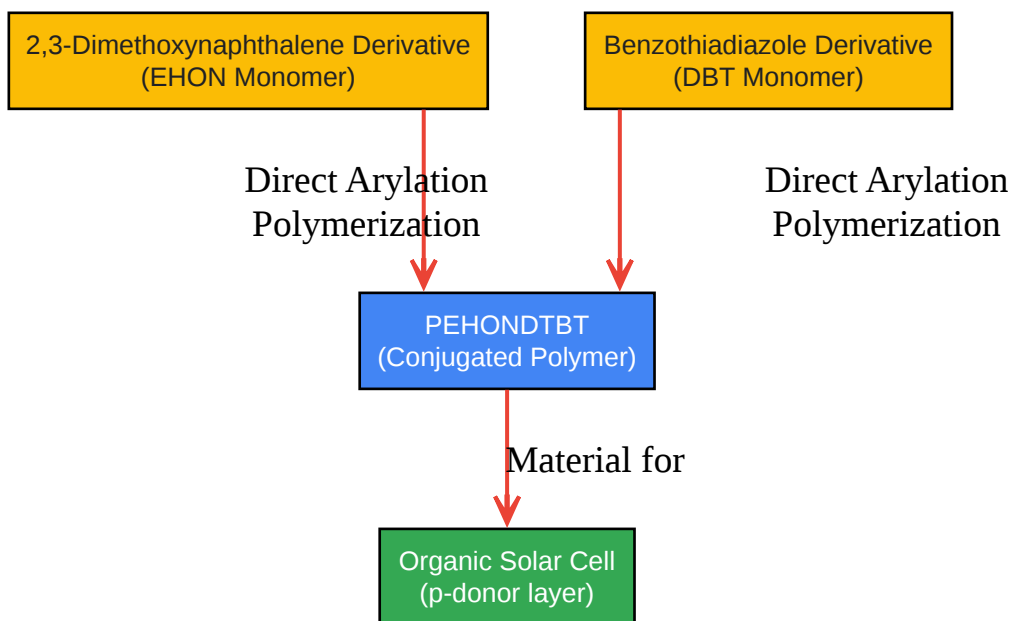 2,3-Dimethoxynaphthalene Derivative
(EHON Monomer)
Benzothiadiazole Derivative
(DBT Monomer)
Direct Arylation
Polymerization
Direct Arylation
Polymerization
PEHONDTBT
(Conjugated Polymer)
Material for
Organic Solar Cell
(p-donor layer)